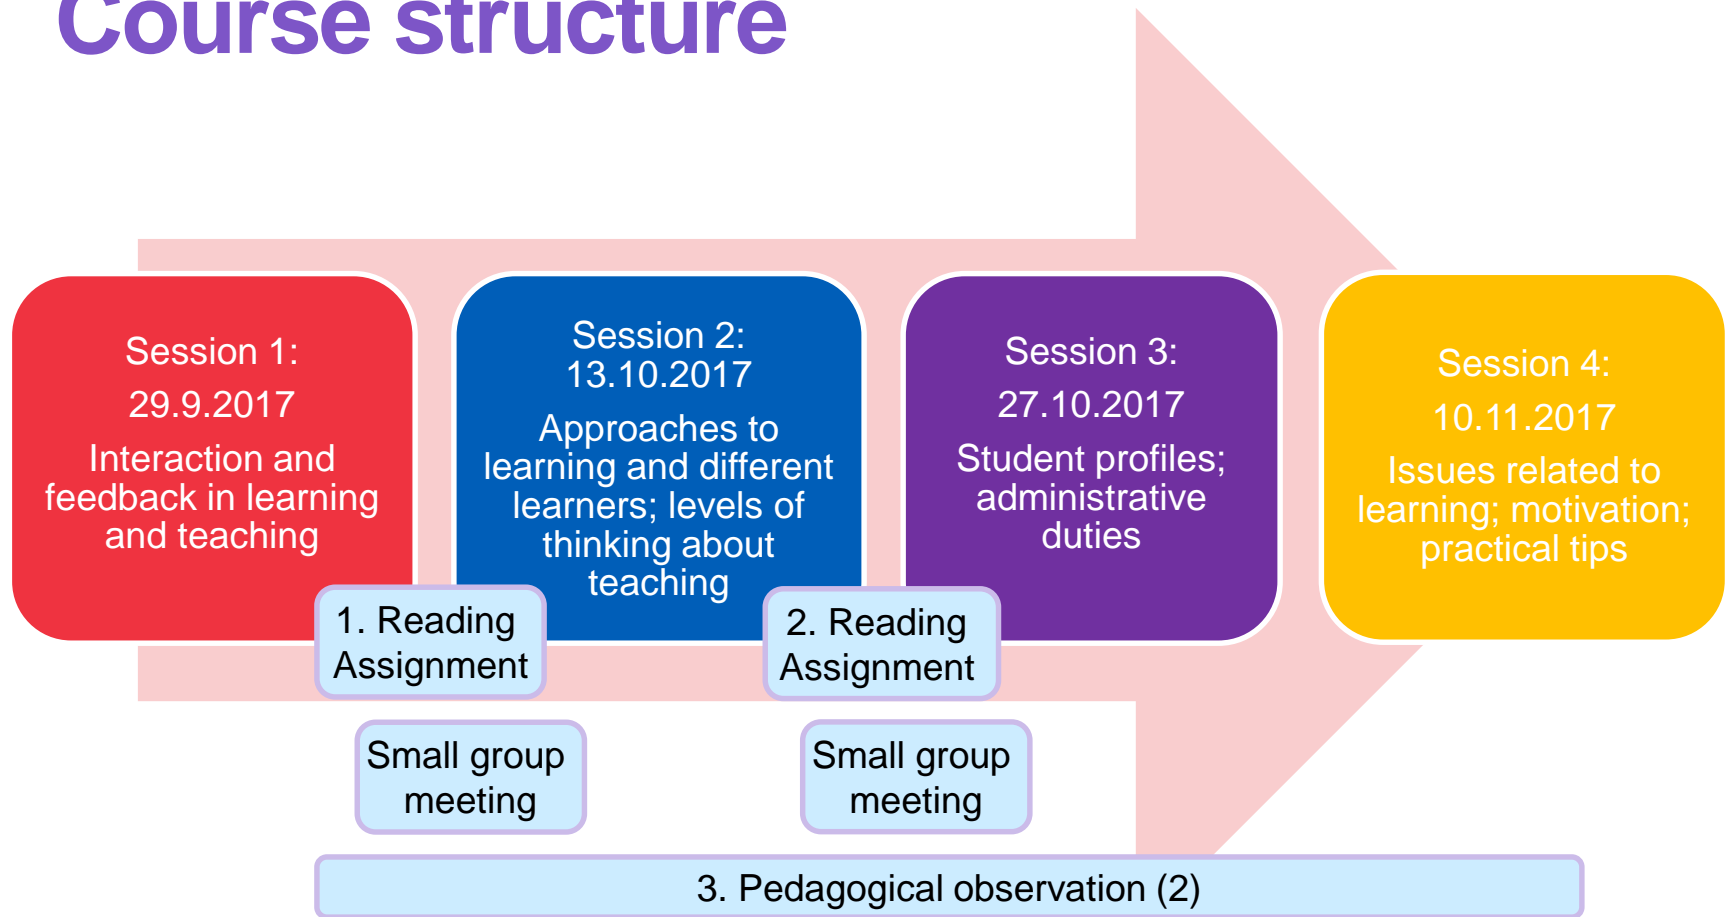 Course structure
Session 1:
29.9.2017
Interaction and
feedback in learning
and teaching
Session 2:
13.10.2017
Approaches to
learning and different
learners; levels of
thinking about
teaching
Session 3:
27.10.2017
Student profiles;
administrative
duties
Session 4:
10.11.2017
Issues related to
learning; motivation;
practical tips
1. Reading
Assignment
2. Reading
Assignment
Small group
meeting
Small group
meeting
3. Pedagogical observation (2)